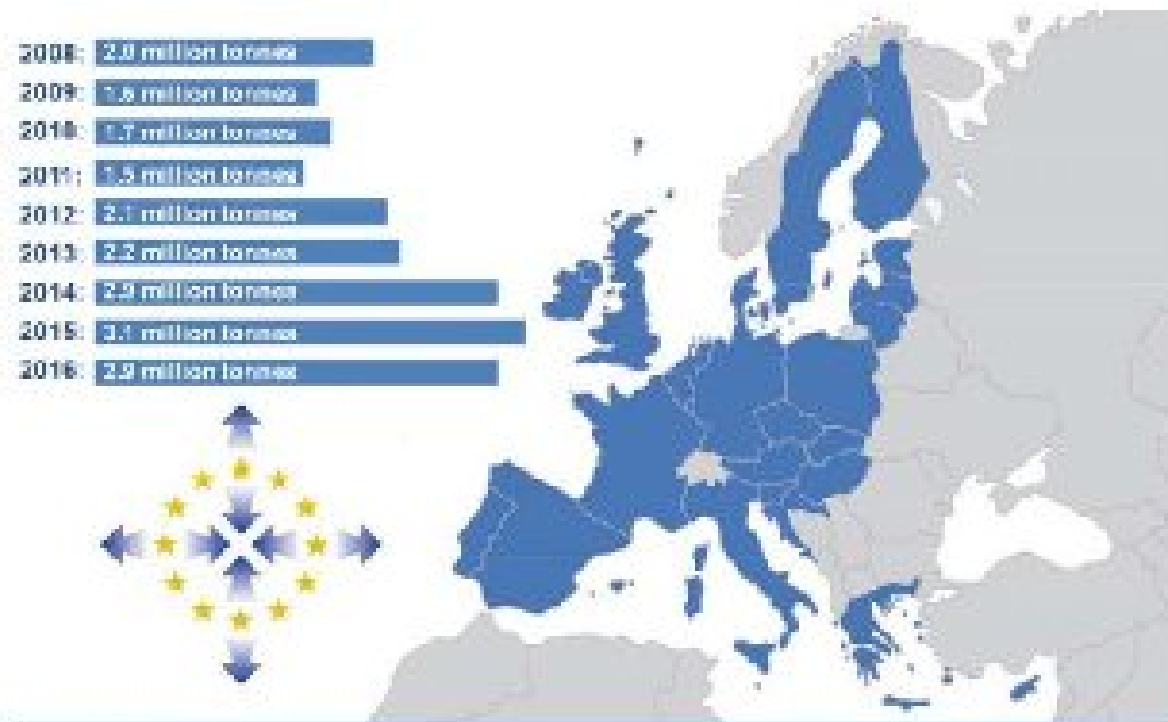 2008: 2.0 million tonnes
2009: 1.6 million tonnes
2010: 1.7 million tonnes
2011: 1.5 million tonnes
2012: 2.1 million tonnes
2013: 2.2 million tonnes
2014: 2.9 million tonnes
2015: 3.1 million tonnes
2016: 2.9 million tonnes